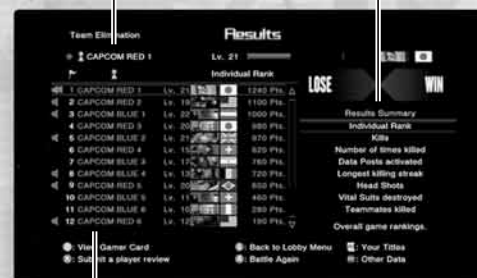 Team Elimination
Results
CAPCOM RED 1 Lv. 21
Individual Rank
LOSE WIN
1 CAPCOM RED 1 Lv. 21 1240 Pts.
2 CAPCOM RED 2 Lv. 19 1100 Pts.
3 CAPCOM BLUE 1 Lv. 22 1000 Pts.
4 CAPCOM RED 3 Lv. 20 980 Pts.
5 CAPCOM BLUE 2 Lv. 21 870 Pts.
6 CAPCOM RED 4 Lv. 15 825 Pts.
7 CAPCOM BLUE 3 Lv. 17 760 Pts.
8 CAPCOM BLUE 4 Lv. 12 720 Pts.
9 CAPCOM RED 5 Lv. 20 Pts.
10 CAPCOM BLUE 5 Lv. 11 460 Pts.
11 CAPCOM BLUE 6 Lv. 10 280 Pts.
12 CAPCOM RED 6 Lv. 12 190 Pts.
Results Summary
Individual Rank
Kills
Number of times killed
Data Posts activated
Longest killing streak
Head Shots
Vital Suits destroyed
Teammates killed
Overall game rankings.
: View Gamer Card : Back to Lobby Menu : Your Titles
: Submit a player review : Battle Again : Other Data